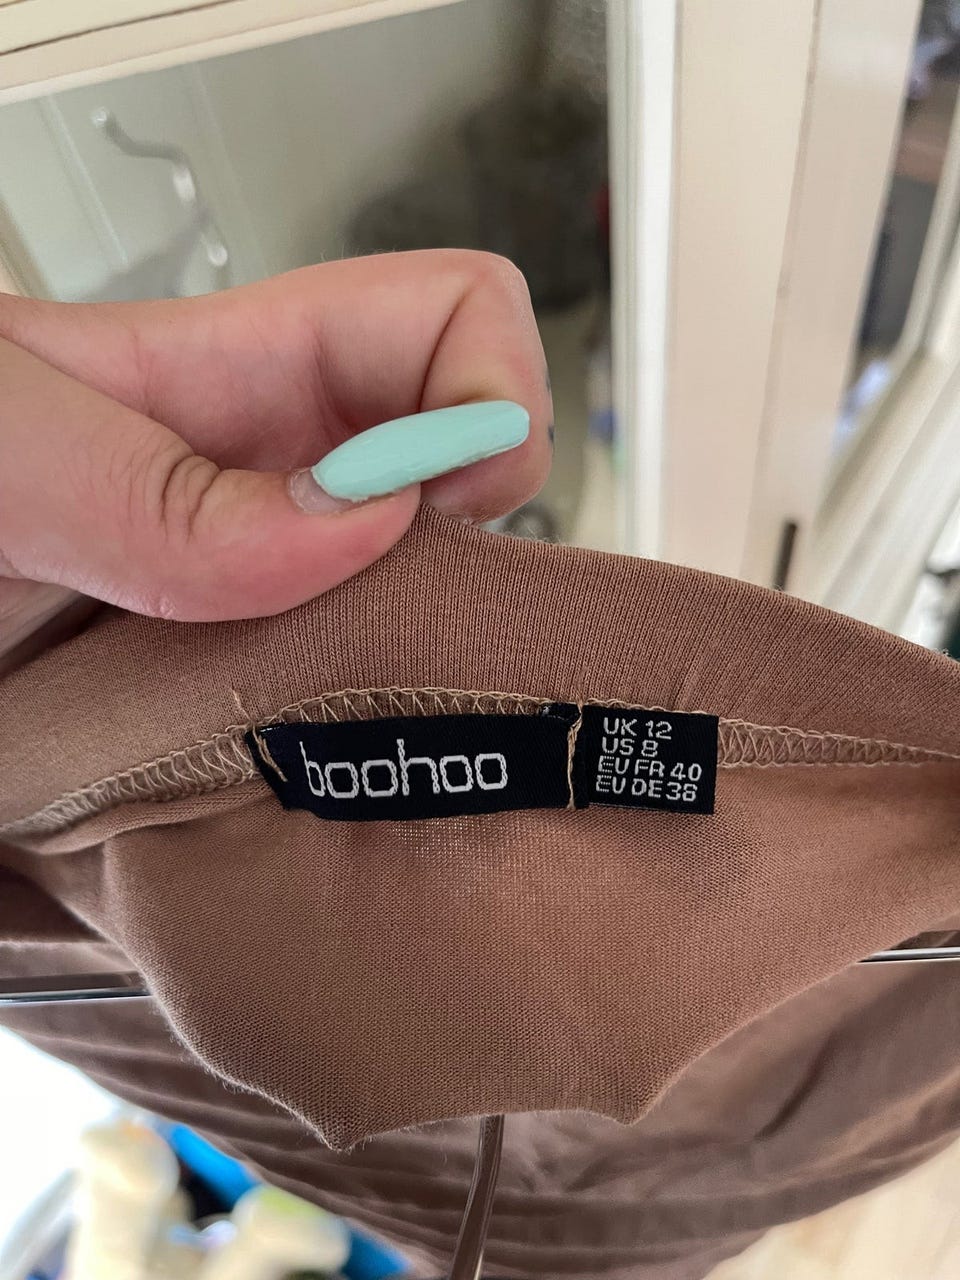 boohoo
UK 12
US 8
EU FR 40
EU DE 38